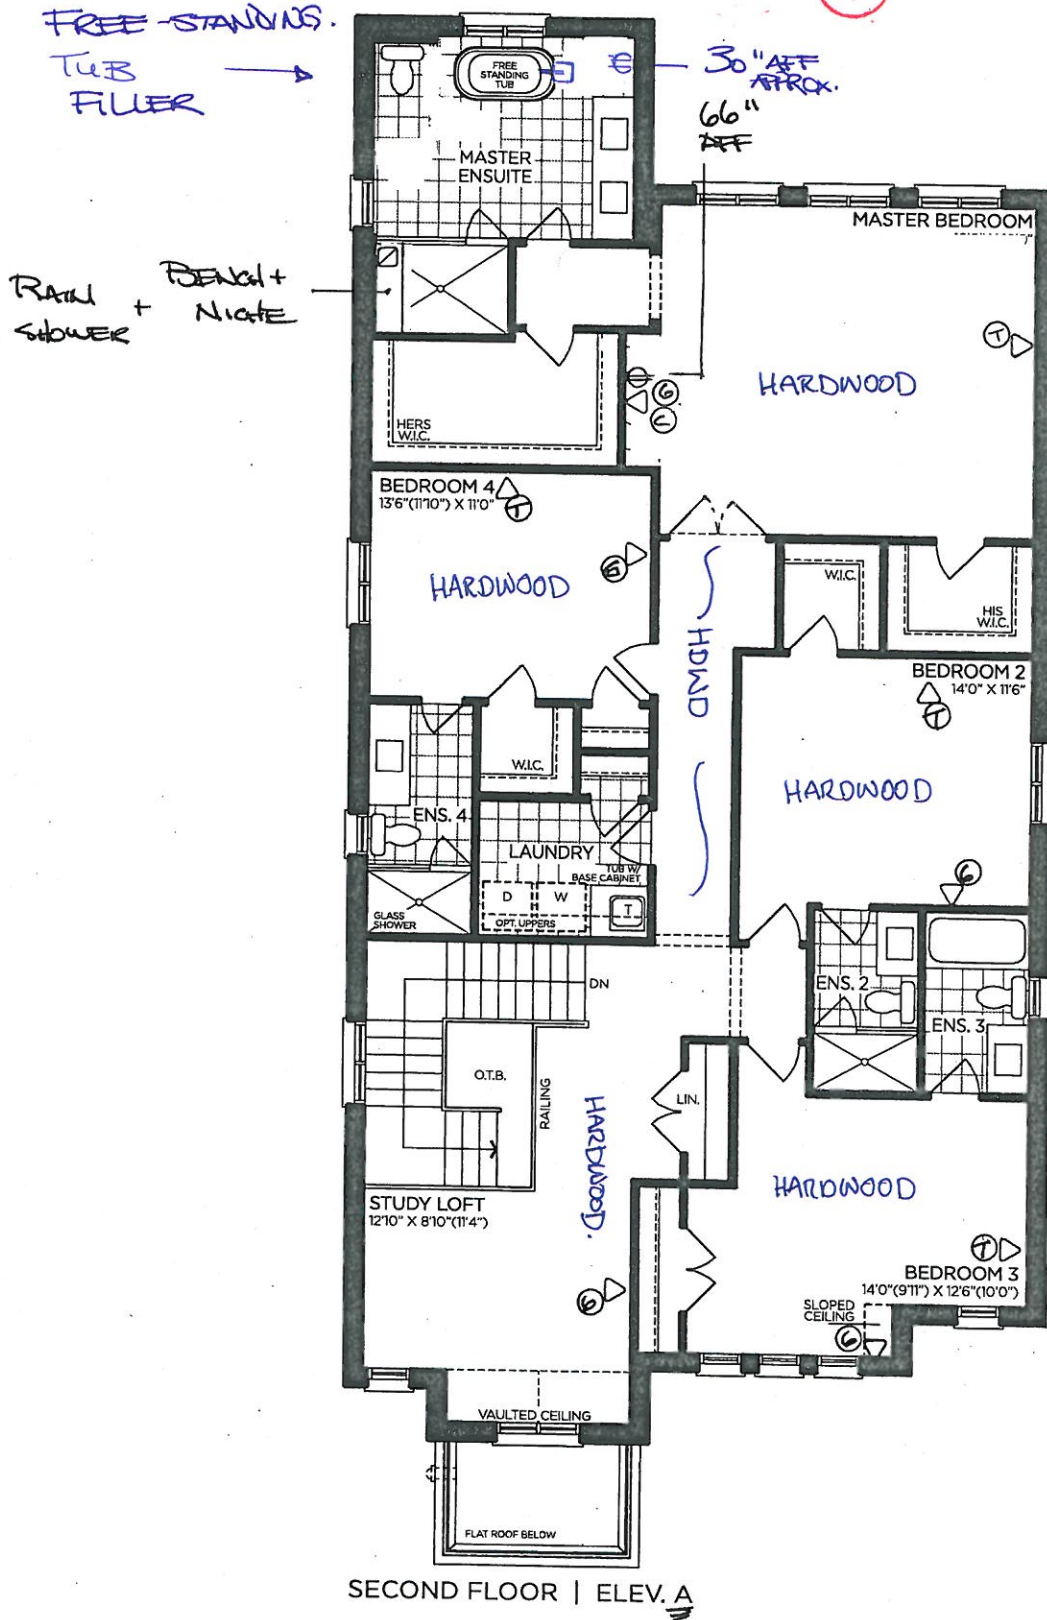 FREE-STANDING.
TUB
FILLER
FREE
STANDING
TUB
30" AFF
APPROX.
66"
AFF
MASTER
ENSUITE
MASTER BEDROOM
RAIN
SHOWER
+
BENCH +
NICHE
T
HARDWOOD
G
C
HERS
W.I.C.
BEDROOM 4
13'6"(11'10") X 11'0"
T
G
HARDWOOD
HDWD
W.I.C.
HIS
W.I.C.
BEDROOM 2
14'0" X 11'6"
T
HARDWOOD
W.I.C.
ENS. 4
LAUNDRY
TUB W/
BASE CABINET
D
W
T
OPT. UPPERS
GLASS
SHOWER
G
DN
ENS. 2
ENS. 3
O.T.B.
RAILING
LIN.
HARDWOOD.
HARDWOOD
STUDY LOFT
12'10" X 8'10"(11'4")
T
BEDROOM 3
14'0"(9'11") X 12'6"(10'0")
G
SLOPED
CEILING
G
VAULTED CEILING
FLAT ROOF BELOW
SECOND FLOOR | ELEV. A